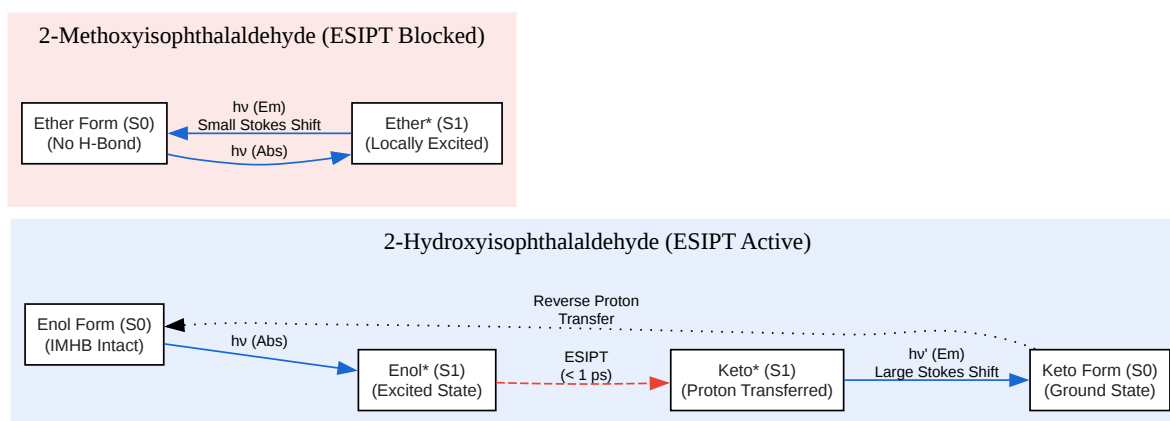 2-Methoxyisophthalaldehyde (ESIPT Blocked)
hν (Em)
Small Stokes Shift
Ether Form (S0)
(No H-Bond)
hν (Abs)
Ether* (S1)
(Locally Excited)
2-Hydroxyisophthalaldehyde (ESIPT Active)
Reverse Proton
Transfer
Enol Form (S0)
(IMHB Intact)
hν (Abs)
Enol* (S1)
(Excited State)
ESIPT
(< 1 ps)
Keto* (S1)
(Proton Transferred)
hν' (Em)
Large Stokes Shift
Keto Form (S0)
(Ground State)